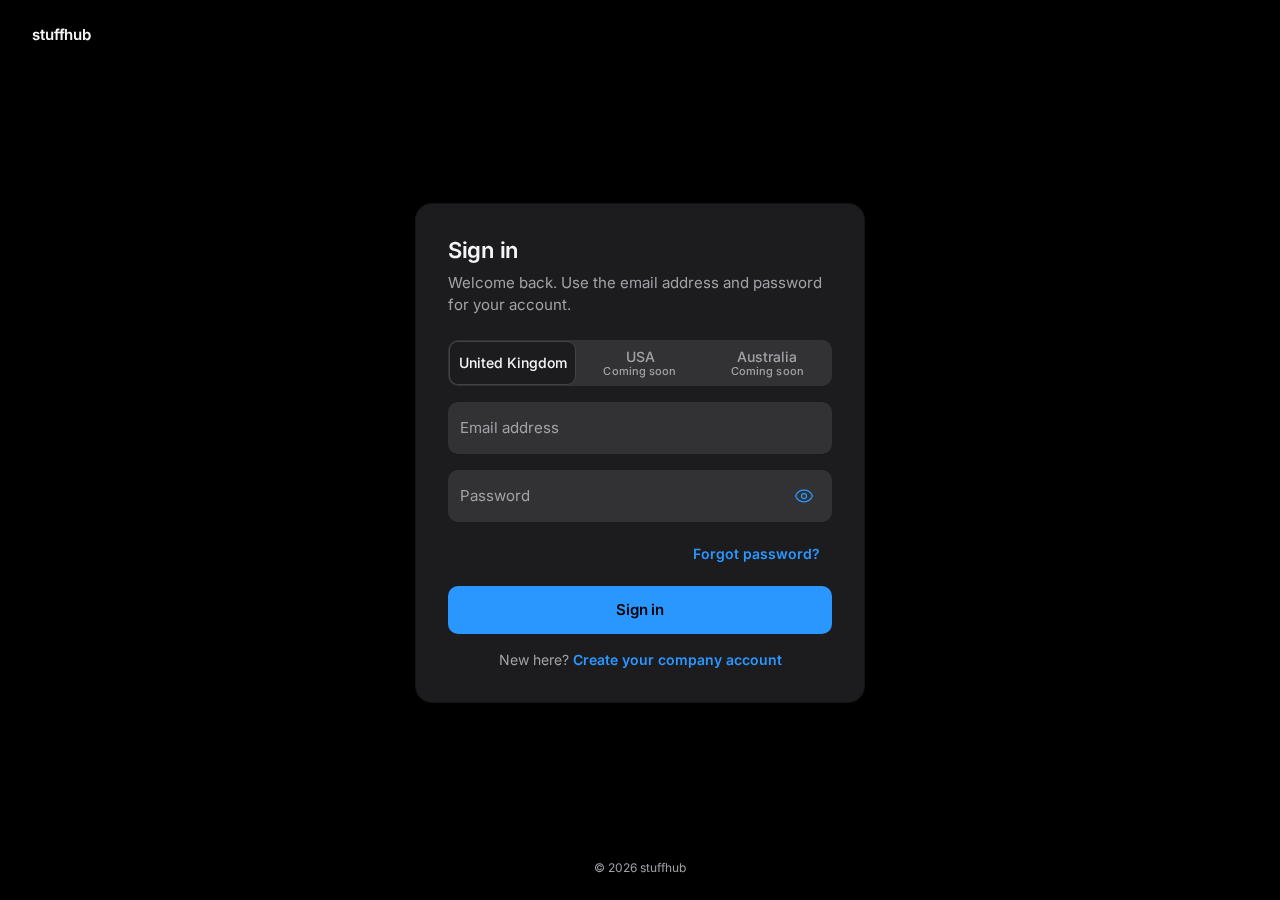 stuffhub
Sign in
Welcome back. Use the email address and password
for your account.
United Kingdom
USA
Coming soon
Australia
Coming soon
Email address
Password
Forgot password?
Sign in
New here? Create your company account
© 2026 stuffhub